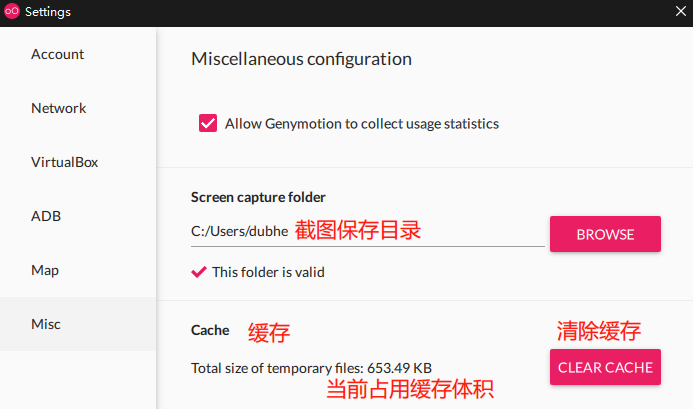 Settings
Account
Network
VirtualBox
ADB
Map
Misc
Miscellaneous configuration
Allow Genymotion to collect usage statistics
Screen capture folder
C:/Users/dubhe 截图保存目录
BROWSE
This folder is valid
Cache 缓存
清除缓存
Total size of temporary files: 653.49 KB
CLEAR CACHE
当前占用缓存体积